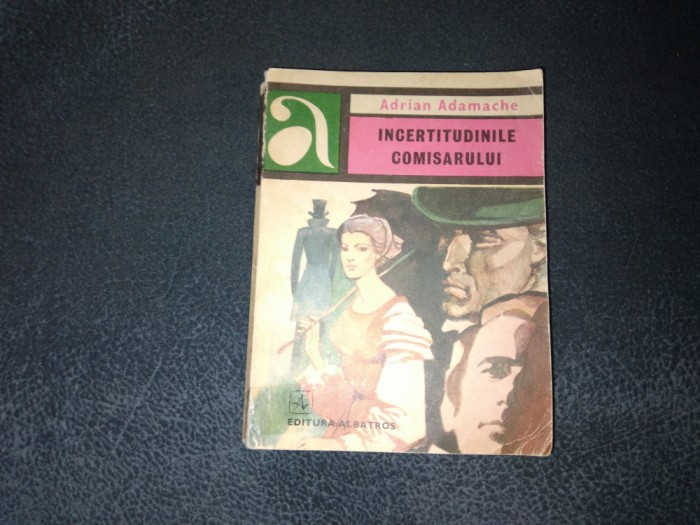 a
Adrian Adamache
INCERTITUDINILE
COMISARULUI
EDITURA ALBATROS